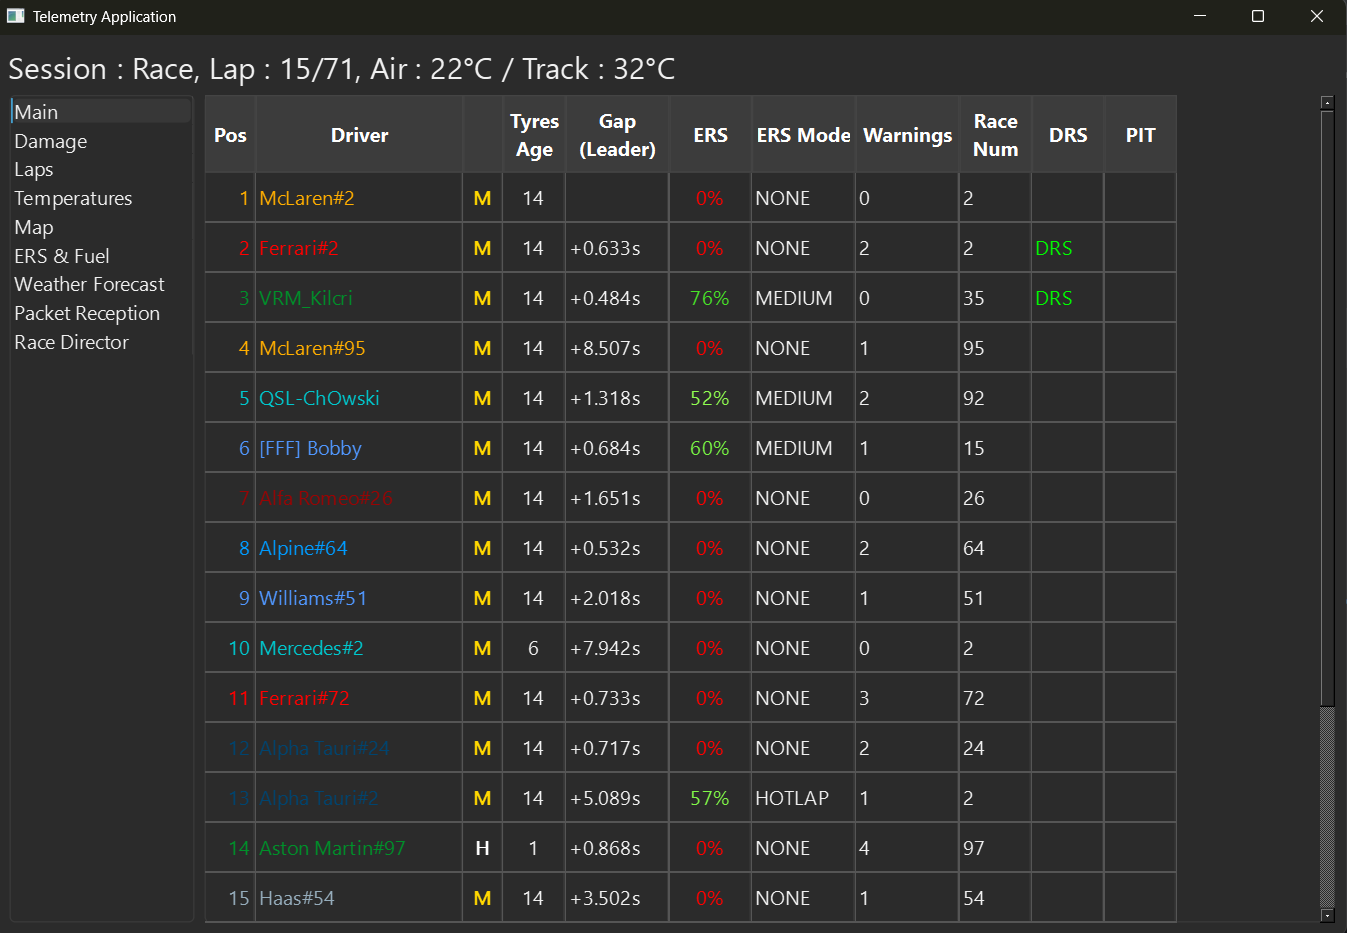 Telemetry Application
Session : Race, Lap : 15/71, Air : 22°C / Track : 32°C
Main
Damage
Laps
Temperatures
Map
ERS & Fuel
Weather Forecast
Packet Reception
Race Director
Pos Driver Tyres Age Gap (Leader) ERS ERS Mode Warnings Race Num DRS PIT
1 McLaren#2 M 14 0% NONE 0 2
2 Ferrari#2 M 14 +0.633s 0% NONE 2 2 DRS
3 VRM_Kilcri M 14 +0.484s 76% MEDIUM 0 35 DRS
4 McLaren#95 M 14 +8.507s 0% NONE 1 95
5 QSL-ChOwski M 14 +1.318s 52% MEDIUM 2 92
6 [FFF] Bobby M 14 +0.684s 60% MEDIUM 1 15
7 Alfa Romeo#26 M 14 +1.651s 0% NONE 0 26
8 Alpine#64 M 14 +0.532s 0% NONE 2 64
9 Williams#51 M 14 +2.018s 0% NONE 1 51
10 Mercedes#2 M 6 +7.942s 0% NONE 0 2
11 Ferrari#72 M 14 +0.733s 0% NONE 3 72
12 Alpha Tauri#24 M 14 +0.717s 0% NONE 2 24
13 Alpha Tauri#2 M 14 +5.089s 57% HOTLAP 1 2
14 Aston Martin#97 H 1 +0.868s 0% NONE 4 97
15 Haas#54 M 14 +3.502s 0% NONE 1 54